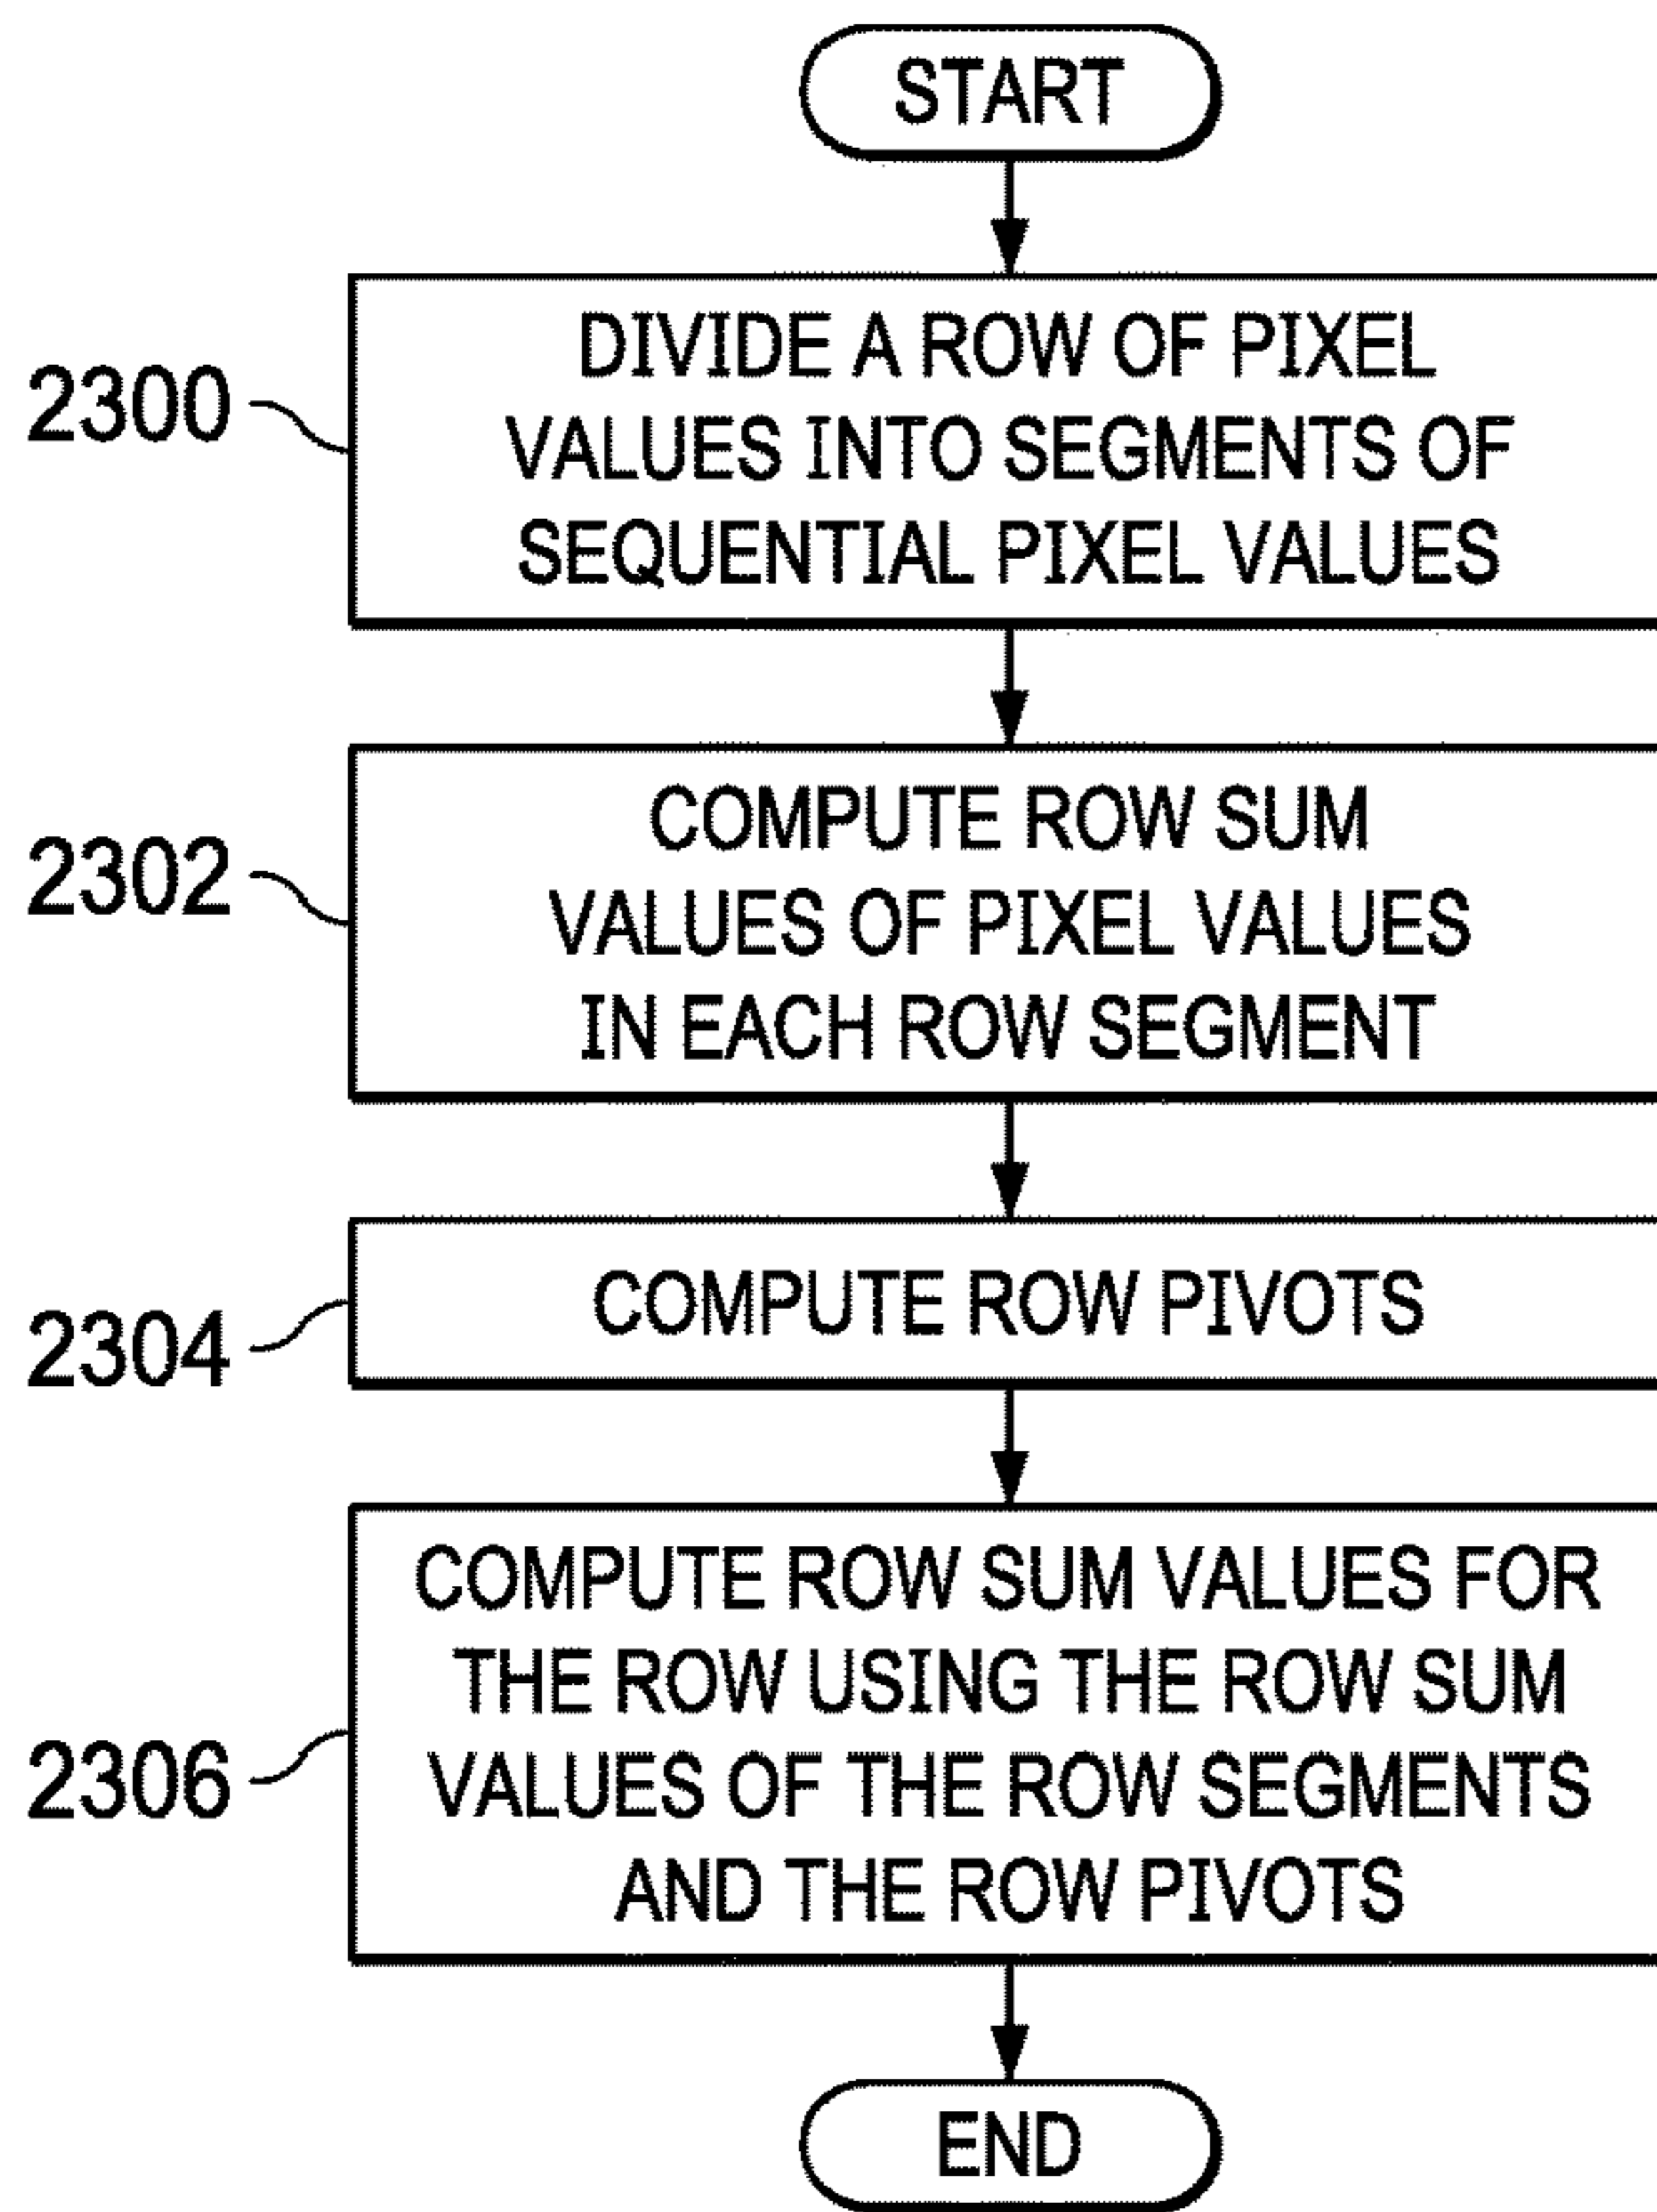 START
2300
DIVIDE A ROW OF PIXEL
VALUES INTO SEGMENTS OF
SEQUENTIAL PIXEL VALUES
2302
COMPUTE ROW SUM
VALUES OF PIXEL VALUES
IN EACH ROW SEGMENT
2304
COMPUTE ROW PIVOTS
2306
COMPUTE ROW SUM VALUES FOR
THE ROW USING THE ROW SUM
VALUES OF THE ROW SEGMENTS
AND THE ROW PIVOTS
END